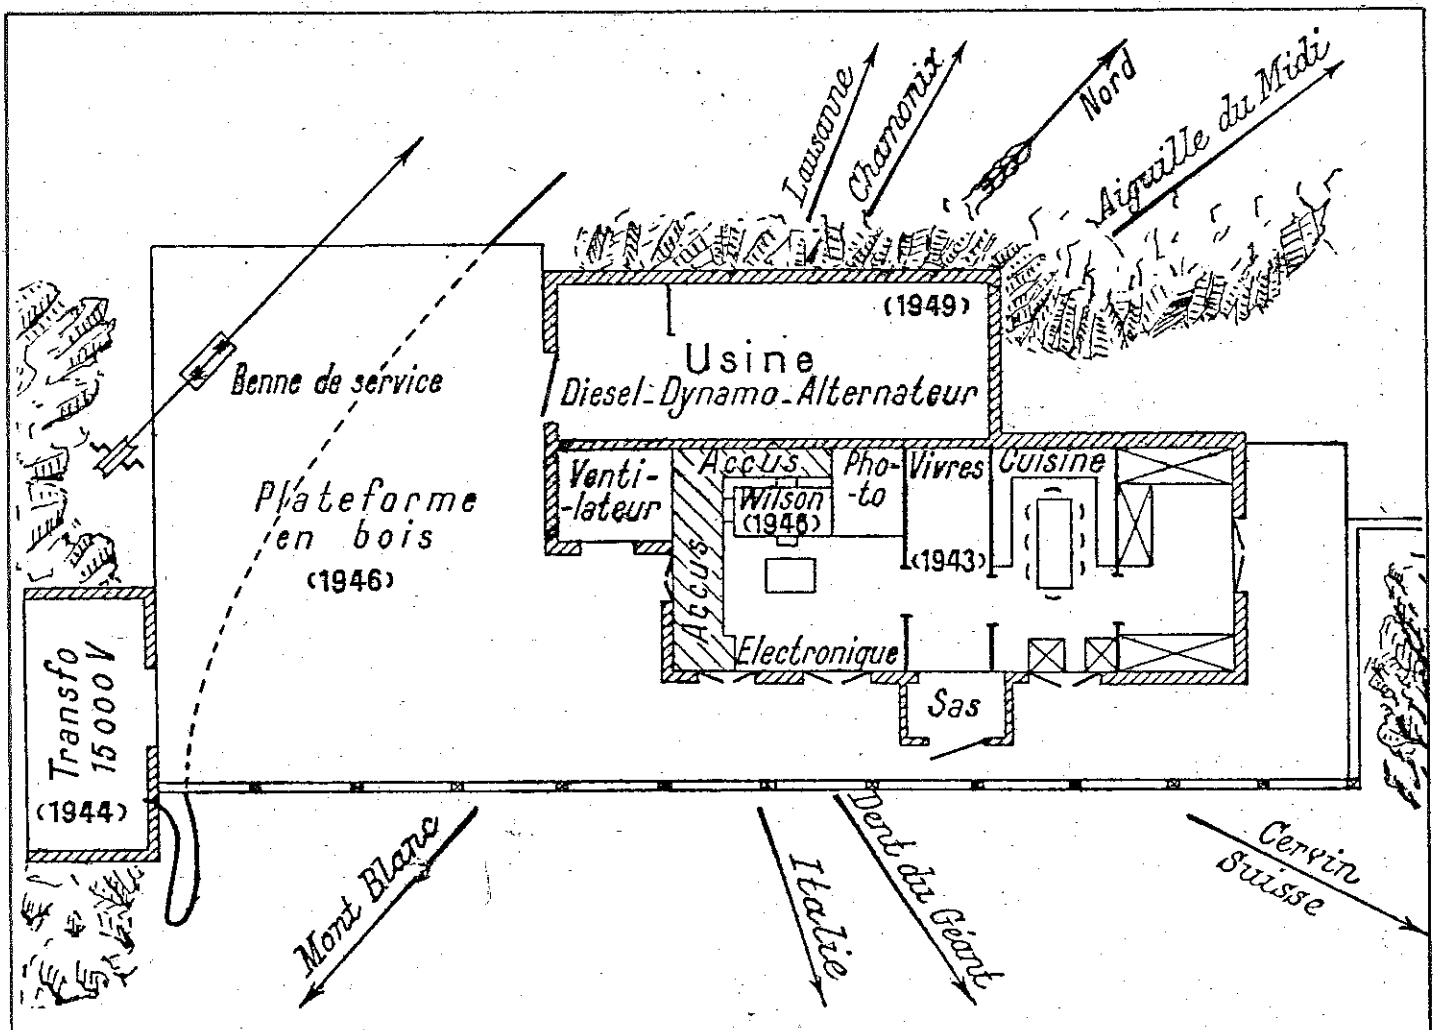 Lausanne
Chamonix
Nord
Aiguille du Midi
Benne de service
(1949)
Usine
Diesel-Dynamo-Alternateur
Plateforme
en bois
(1946)
Venti-
-lateur
Accus
Accus
Wilson
(1946)
Pho-
-to
Vivres
(1943)
Cuisine
Electronique
Sas
Transfo
15000V
(1944)
Mont Blanc
Italie
Dent du Géant
Cervin
Suisse